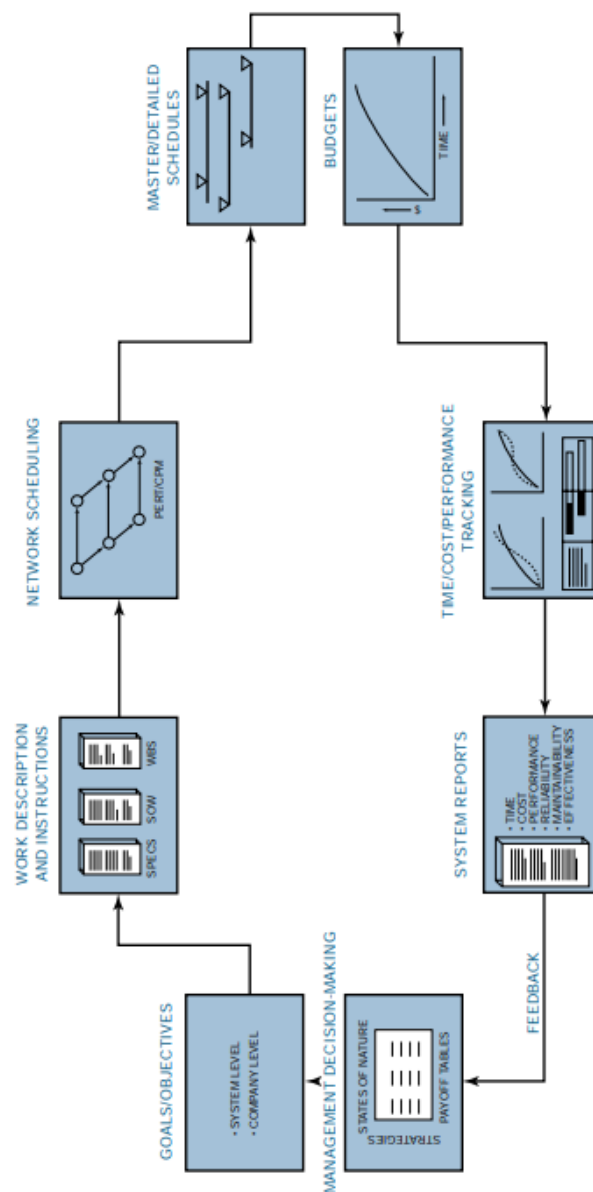 GOALS/OBJECTIVES
• SYSTEM LEVEL
• COMPANY LEVEL
WORK DESCRIPTION
AND INSTRUCTIONS
SPECS
SOW
WBS
NETWORK SCHEDULING
PERT/CPM
MASTER/DETAILED
SCHEDULES
BUDGETS
$
TIME
TIME/COST/PERFORMANCE
TRACKING
SYSTEM REPORTS
• TIME
• COST
• PERFORMANCE
• RELIABILITY
• MAINTAINABILITY
• EFFECTIVENESS
FEEDBACK
MANAGEMENT DECISION-MAKING
STATES OF NATURE
STRATEGIES
PAYOFF TABLES